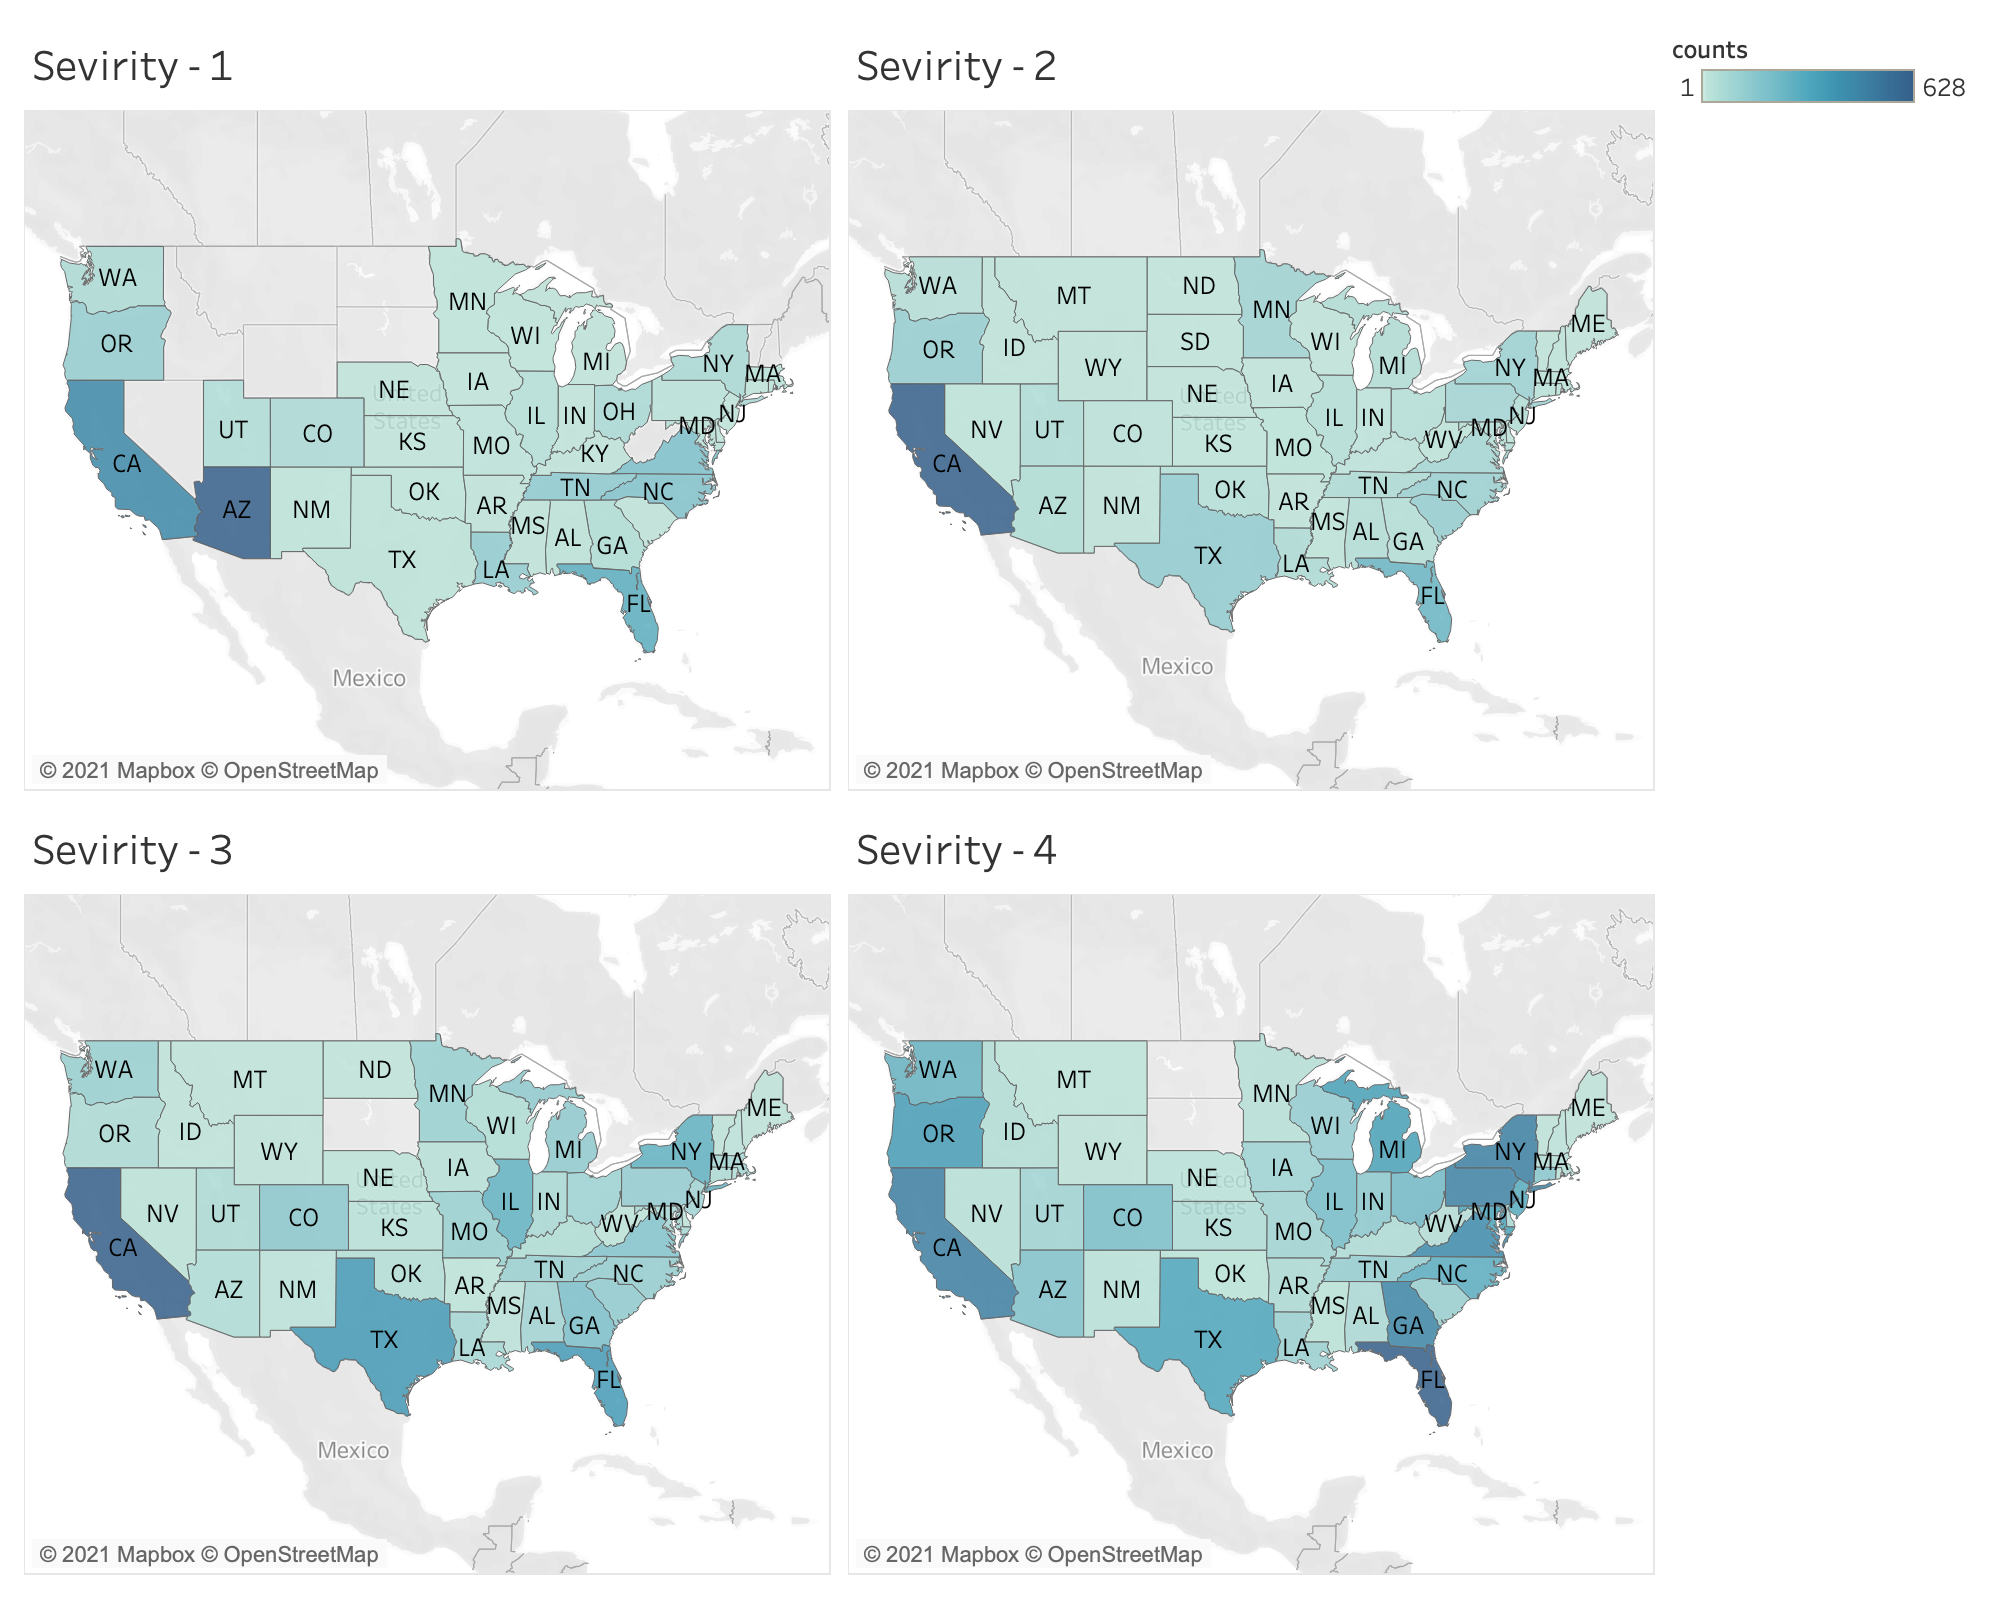 Sevirity - 1
WA
OR
CA
UT
AZ
CO
NM
NE
United
States
KS
OK
TX
MN
IA
MO
AR
LA
WI
IL
MS
MI
IN
OH
KY
TN
AL
GA
FL
NC
NY
MA
NJ
MD
Mexico
© 2021 Mapbox © OpenStreetMap
Sevirity - 2
WA
OR
CA
ID
NV
UT
AZ
MT
WY
CO
NM
ND
SD
NE
United
States
KS
OK
TX
MN
IA
MO
AR
LA
WI
IL
MS
MI
IN
TN
AL
GA
FL
WV
NC
NY
MA
ME
NJ
MD
Mexico
© 2021 Mapbox © OpenStreetMap
counts
1
628
Sevirity - 3
WA
OR
CA
ID
NV
UT
AZ
MT
WY
CO
NM
ND
NE
United
States
KS
OK
TX
MN
IA
MO
AR
LA
WI
IL
MS
MI
IN
TN
AL
GA
FL
WV
NC
NY
MA
ME
NJ
MD
Mexico
© 2021 Mapbox © OpenStreetMap
Sevirity - 4
WA
OR
CA
ID
NV
UT
AZ
MT
WY
CO
NM
NE
United
States
KS
OK
TX
MN
IA
MO
AR
LA
WI
IL
MS
MI
IN
TN
AL
GA
FL
WV
NC
NY
MA
ME
NJ
MD
Mexico
© 2021 Mapbox © OpenStreetMap